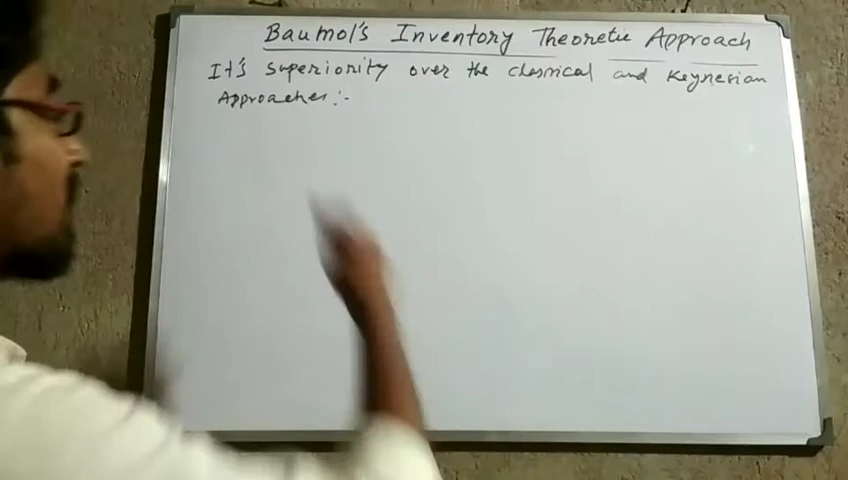 Baumol's Inventory Theoretic Approach
It's superiority over the classical and Keynesian
Approaches :-